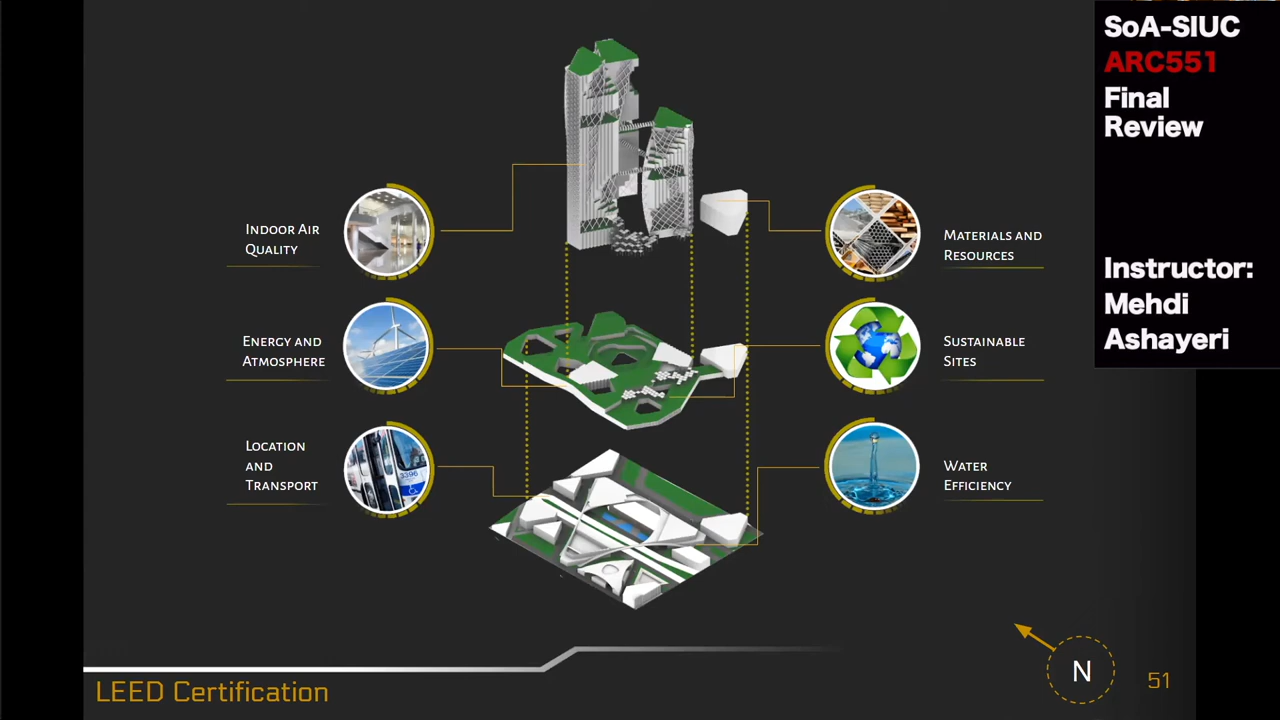 SoA-SIUC
ARC551
Final
Review
Instructor:
Mehdi
Ashayeri
Indoor Air
Quality
Energy and
Atmosphere
Location
and
Transport
Materials and
Resources
Sustainable
Sites
Water
Efficiency
3396
N
LEED Certification
51